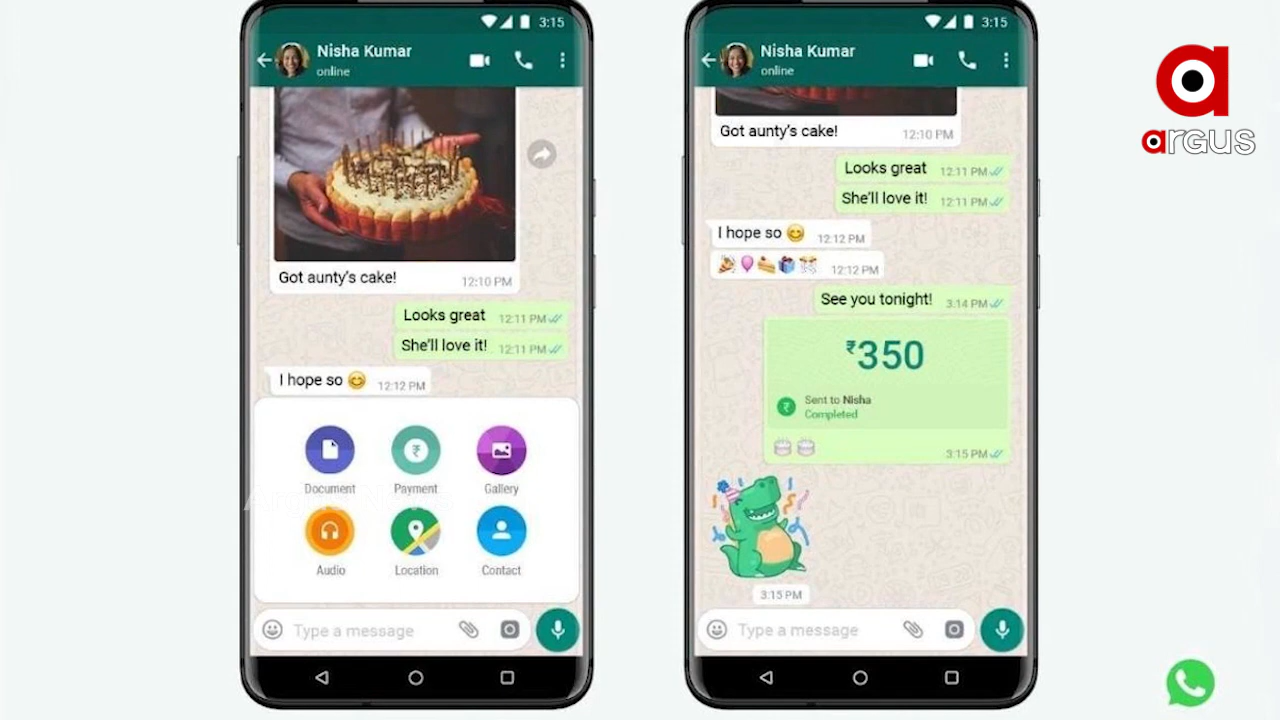 3:15
Nisha Kumar
online
Got aunty's cake!
12:10 PM
Looks great 12:11 PM
She'll love it! 12:11 PM
I hope so 😊 12:12 PM
Document Payment Gallery
Audio Location Contact
Type a message
3:15
Nisha Kumar
online
Got aunty's cake! 12:10 PM
Looks great 12:11 PM
She'll love it! 12:11 PM
I hope so 😊 12:12 PM
12:12 PM
See you tonight! 3:14 PM
₹350
Sent to Nisha
Completed
3:15 PM
3:15 PM
Type a message
argus